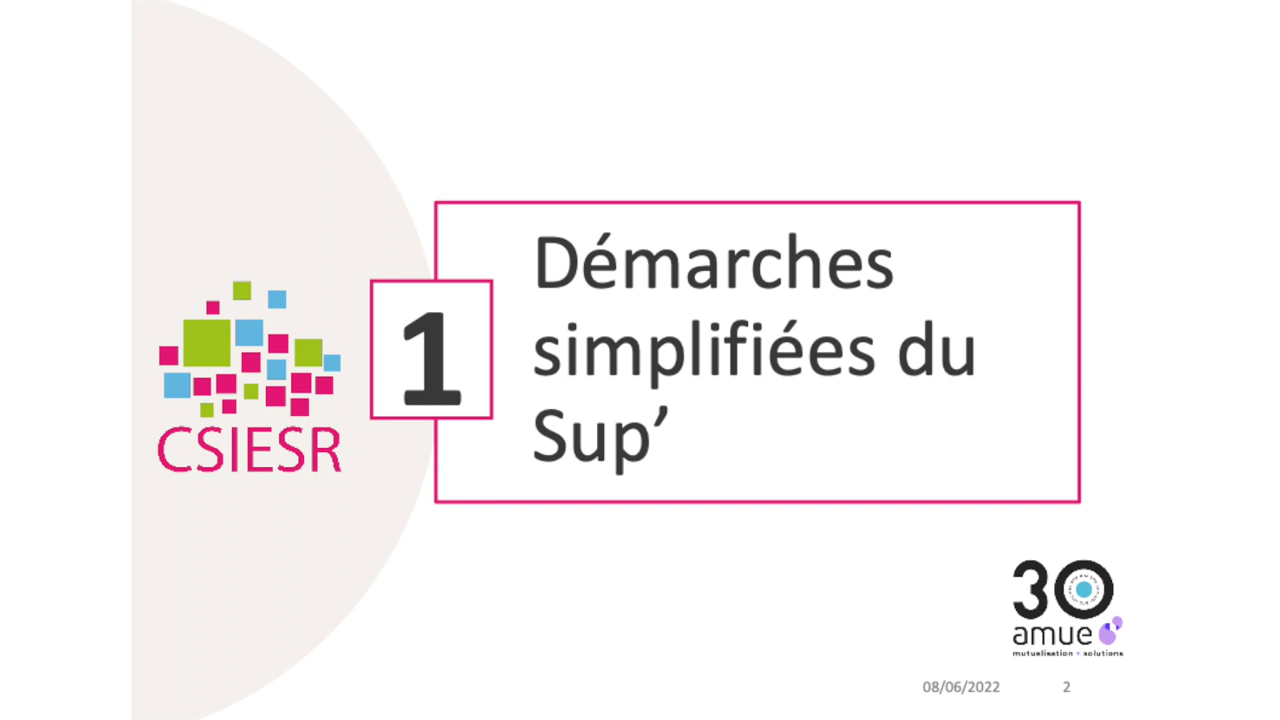 1
Démarches
simplifiées du
Sup’
CSIESR
30
amue
mutualisation + solutions
08/06/2022
2